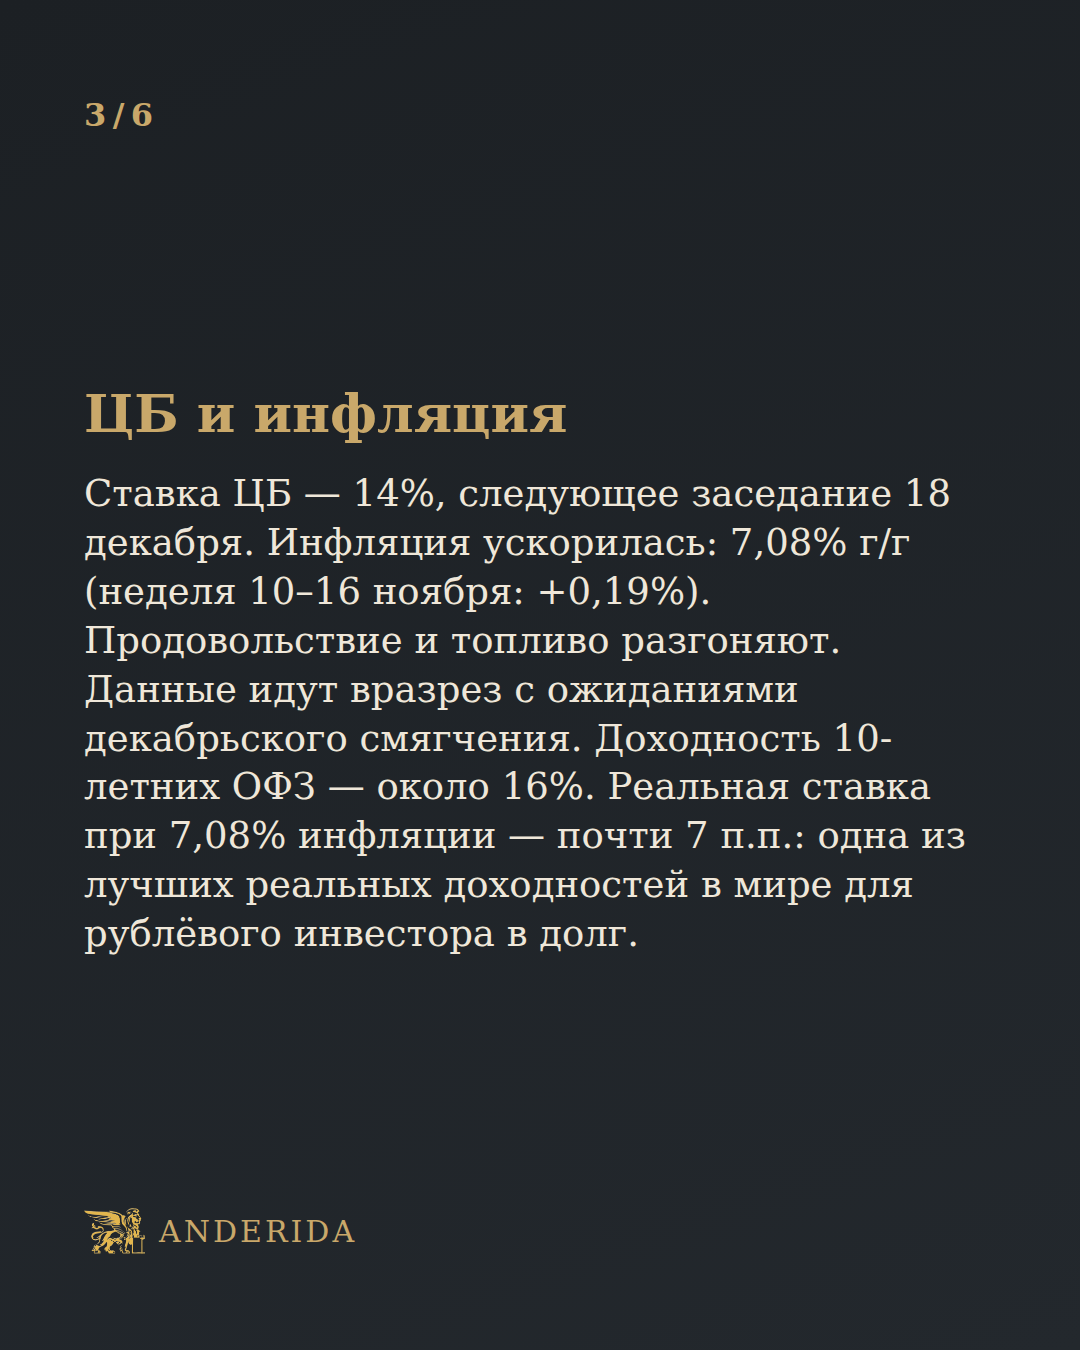 3/6
ЦБ и инфляция
Ставка ЦБ — 14%, следующее заседание 18
декабря. Инфляция ускорилась: 7,08% г/г
(неделя 10–16 ноября: +0,19%).
Продовольствие и топливо разгоняют.
Данные идут вразрез с ожиданиями
декабрьского смягчения. Доходность 10-
летних ОФЗ — около 16%. Реальная ставка
при 7,08% инфляции — почти 7 п.п.: одна из
лучших реальных доходностей в мире для
рублёвого инвестора в долг.
ANDERIDA